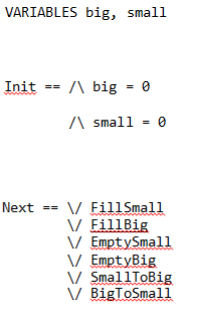 VARIABLES big, small
Init == /\ big = 0
/\ small = 0
Next == \/ FillSmall
\/ FillBig
\/ EmptySmall
\/ EmptyBig
\/ SmallToBig
\/ BigToSmall